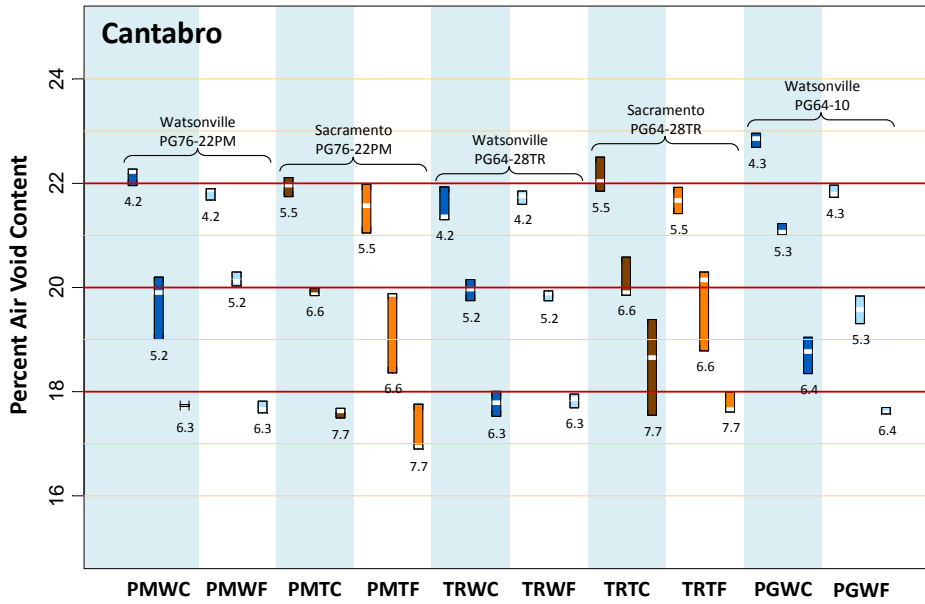 Cantabro
Percent Air Void Content
24
22
20
18
16
Watsonville
PG76-22PM
Sacramento
PG76-22PM
Watsonville
PG64-28TR
Sacramento
PG64-28TR
Watsonville
PG64-10
4.2
5.2
6.3
4.2
5.2
6.3
5.5
6.6
7.7
5.5
6.6
7.7
4.2
5.2
6.3
4.2
5.2
6.3
5.5
6.6
7.7
5.5
6.6
7.7
4.3
5.3
6.4
4.3
5.3
6.4
PMWC PMWF PMTC PMTF TRWC TRWF TRTC TRTF PGWC PGWF